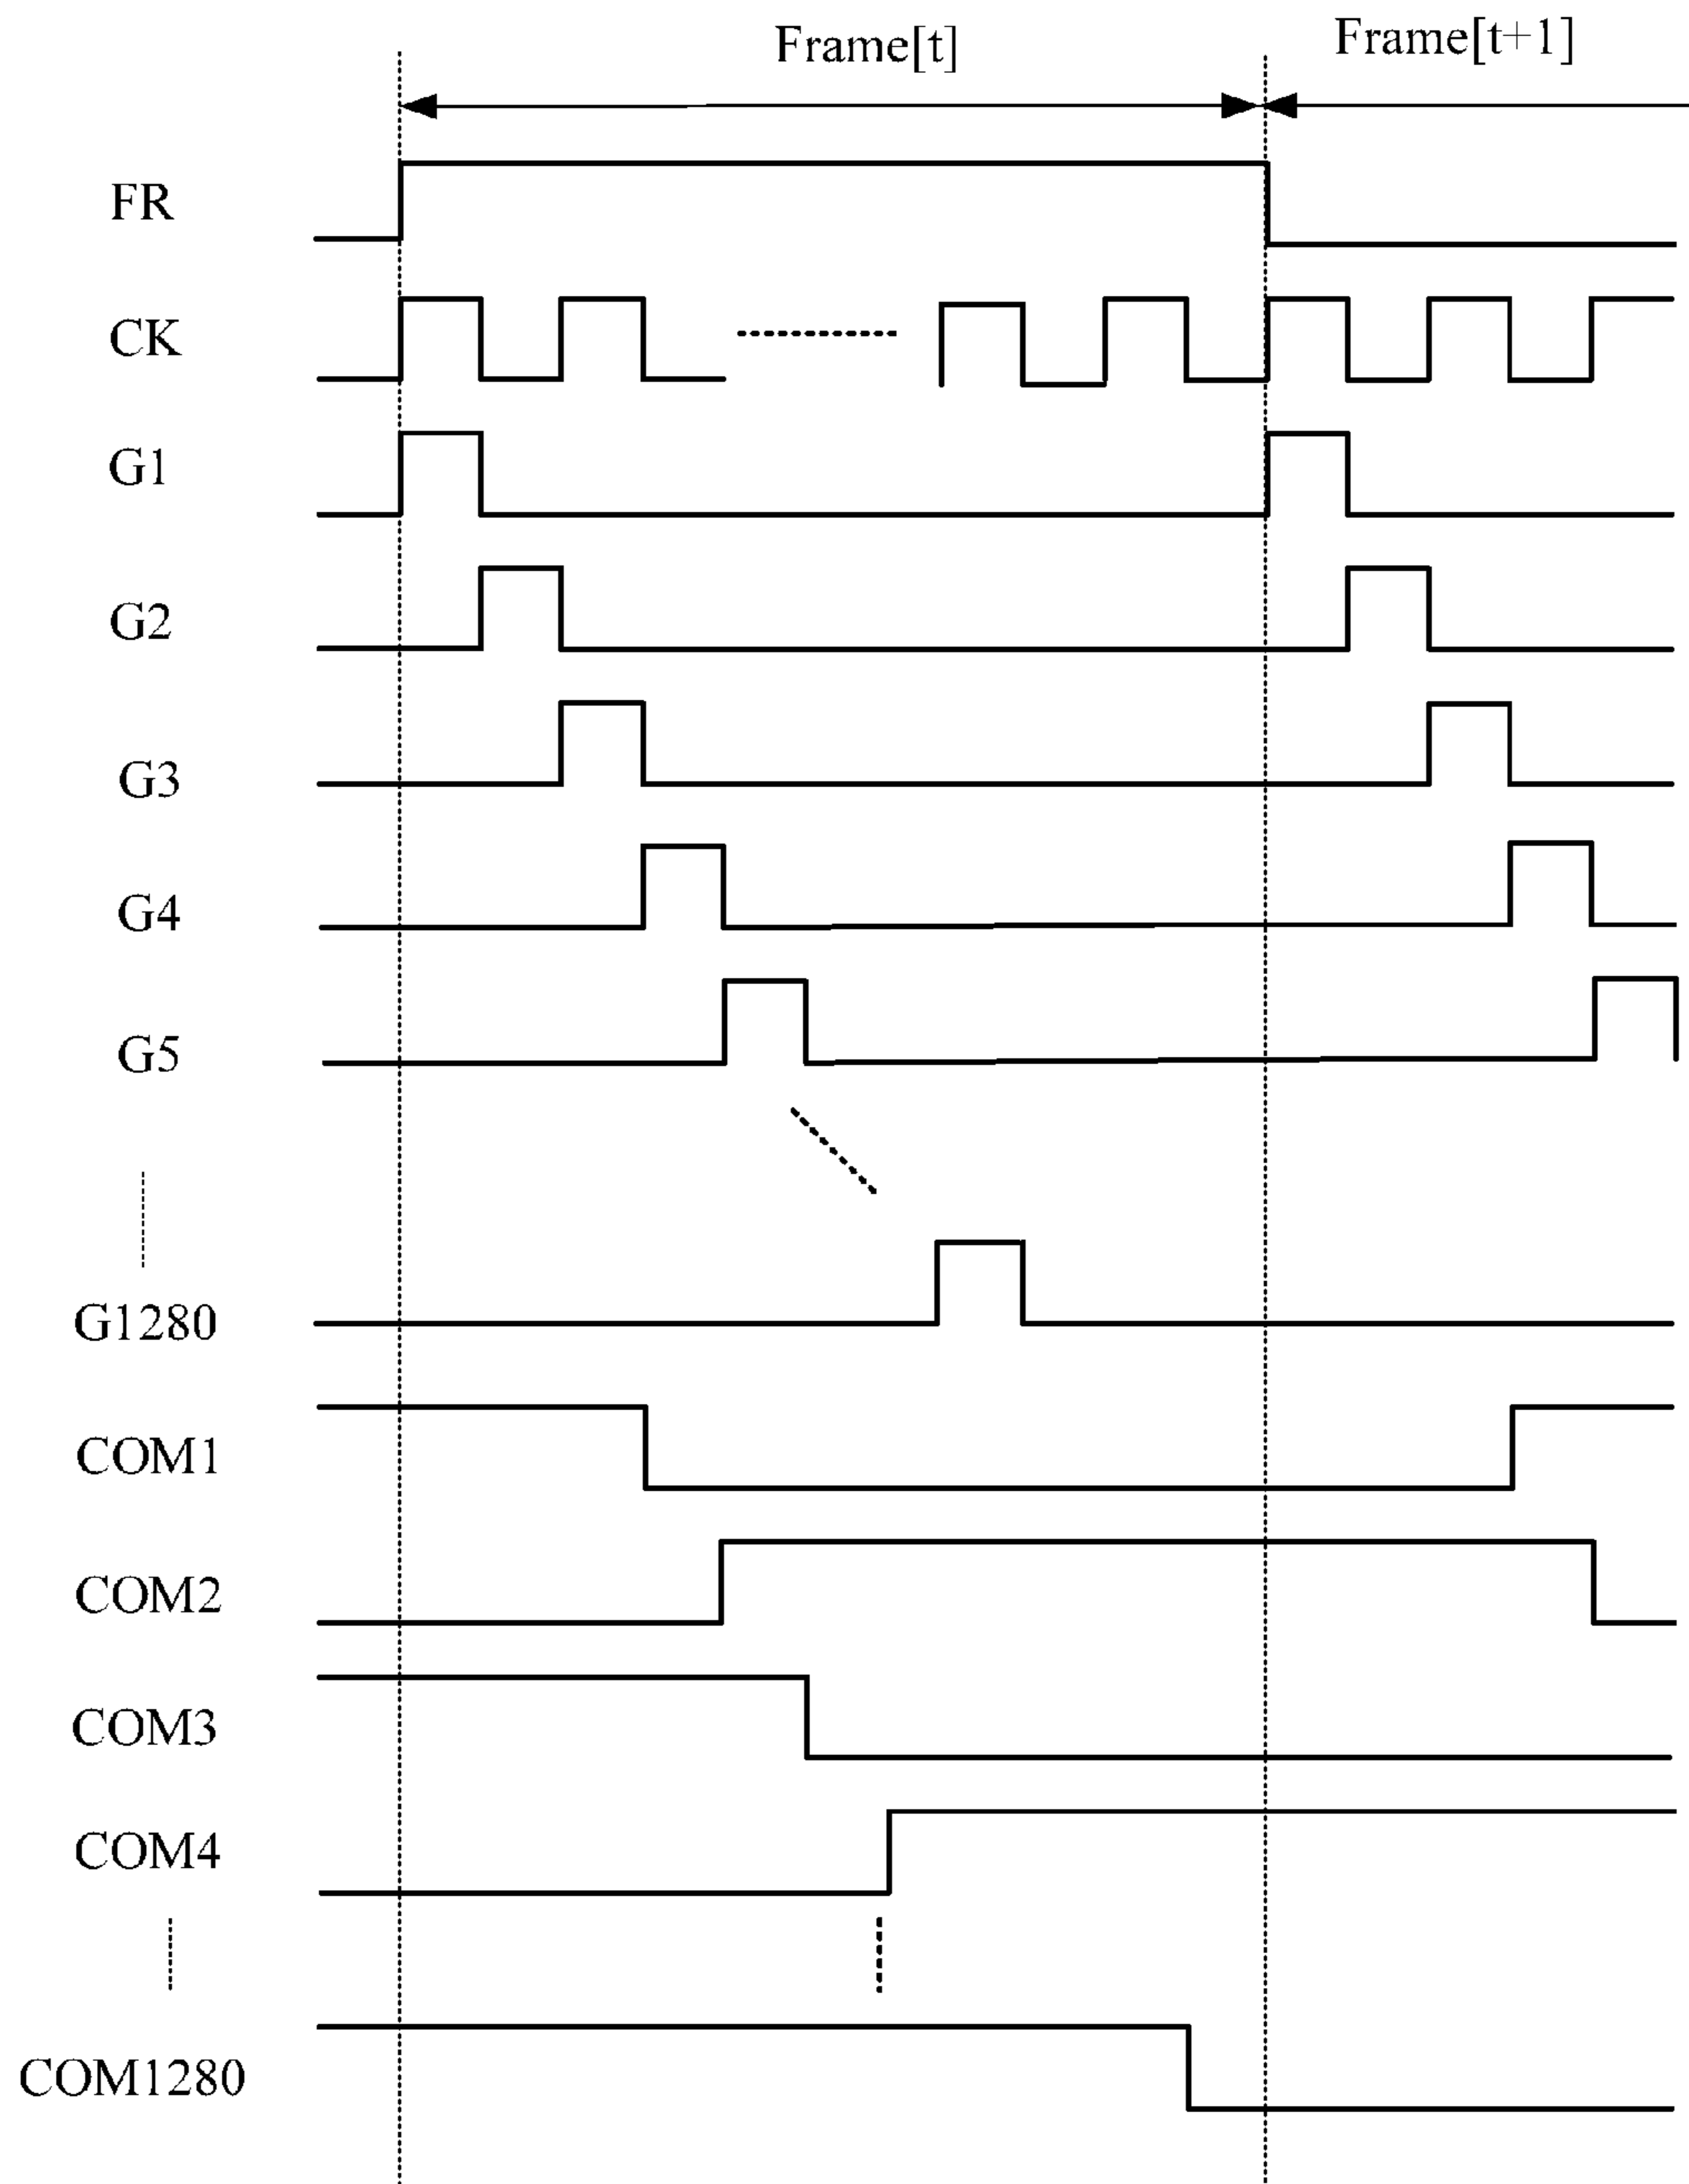 Frame[t]
Frame[t+1]
FR
CK
G1
G2
G3
G4
G5
G1280
COM1
COM2
COM3
COM4
COM1280